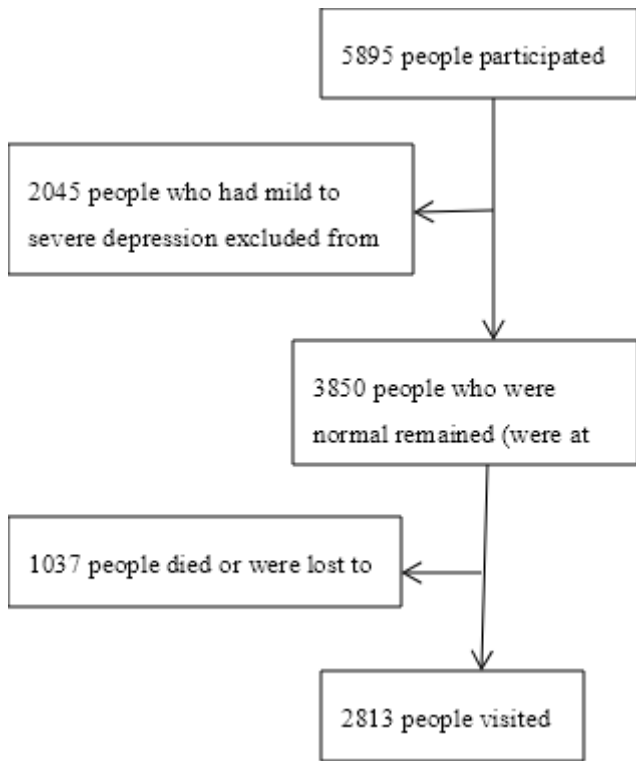 5895 people participated
2045 people who had mild to
severe depression excluded from
3850 people who were
normal remained (were at
1037 people died or were lost to
2813 people visited